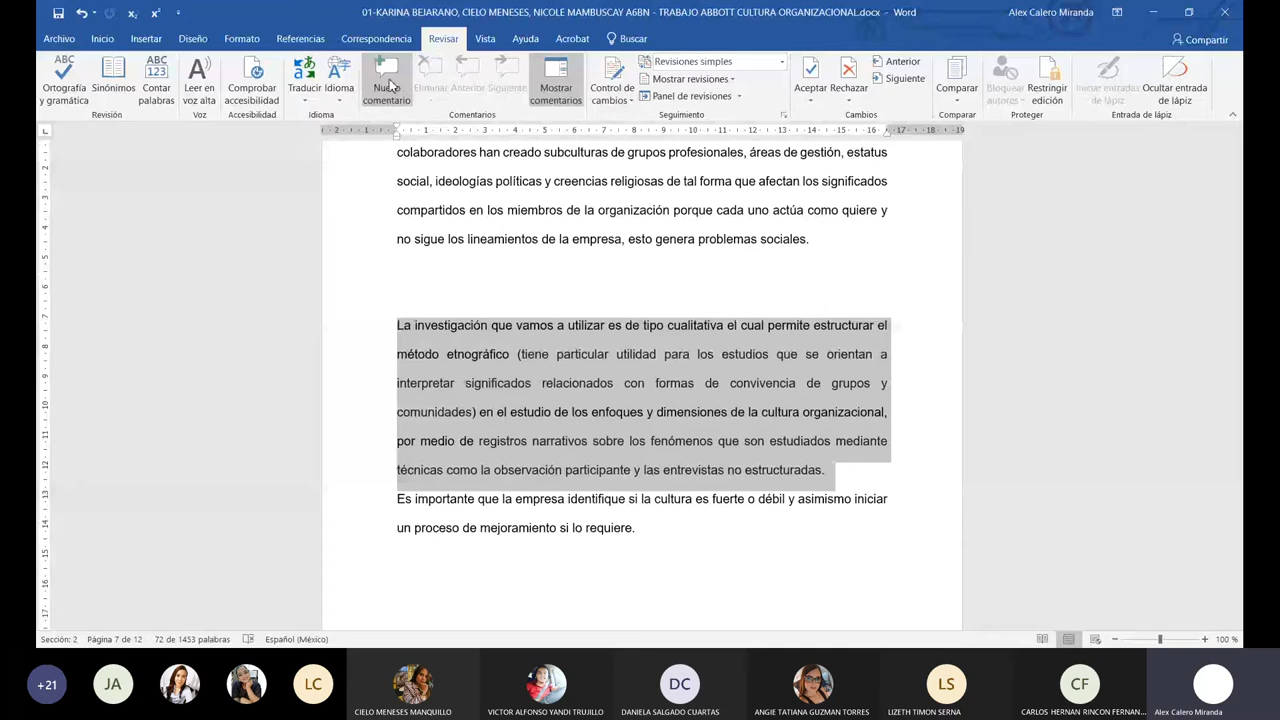 01-KARINA BEJARANO, CIELO MENESES, NICOLE MAMBUSCAY A6BN - TRABAJO ABBOTT CULTURA ORGANIZACIONAL.docx - Word
Alex Calero Miranda
Archivo Inicio Insertar Diseño Formato Referencias Correspondencia Revisar Vista Ayuda Acrobat Buscar
Compartir
Ortografía y gramática
Sinónimos
Contar palabras
Revisión
Leer en voz alta
Voz
Comprobar accesibilidad
Accesibilidad
Traducir
Idioma
Idioma
Nuevo comentario
Eliminar
Anterior
Siguiente
Mostrar comentarios
Comentarios
Control de cambios
Revisiones simples
Mostrar revisiones
Panel de revisiones
Seguimiento
Aceptar
Rechazar
Anterior
Siguiente
Cambios
Comparar
Comparar
Bloquear autores
Restringir edición
Proteger
Iniciar entradas de lápiz
Ocultar entrada de lápiz
Entrada de lápiz
colaboradores han creado subculturas de grupos profesionales, áreas de gestión, estatus
social, ideologías políticas y creencias religiosas de tal forma que afectan los significados
compartidos en los miembros de la organización porque cada uno actúa como quiere y
no sigue los lineamientos de la empresa, esto genera problemas sociales.
La investigación que vamos a utilizar es de tipo cualitativa el cual permite estructurar el
método etnográfico (tiene particular utilidad para los estudios que se orientan a
interpretar significados relacionados con formas de convivencia de grupos y
comunidades) en el estudio de los enfoques y dimensiones de la cultura organizacional,
por medio de registros narrativos sobre los fenómenos que son estudiados mediante
técnicas como la observación participante y las entrevistas no estructuradas.
Es importante que la empresa identifique si la cultura es fuerte o débil y asimismo iniciar
un proceso de mejoramiento si lo requiere.
Sección: 2 Página 7 de 12 72 de 1453 palabras Español (México)
100 %
+21
JA
LC
CIELO MENESES MANQUILLO
VICTOR ALFONSO YANDI TRUJILLO
DC
DANIELA SALGADO CUARTAS
ANGIE TATIANA GUZMAN TORRES
LS
LIZETH TIMON SERNA
CF
CARLOS HERNAN RINCON FERNAN...
Alex Calero Miranda